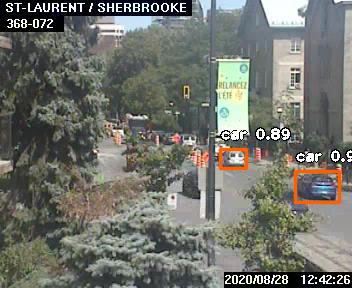 ST-LAURENT / SHERBROOKE
368-072
RELANCEZ
L'ÉTÉ
car 0.89
car 0.9
2020/08/28 12:42:26